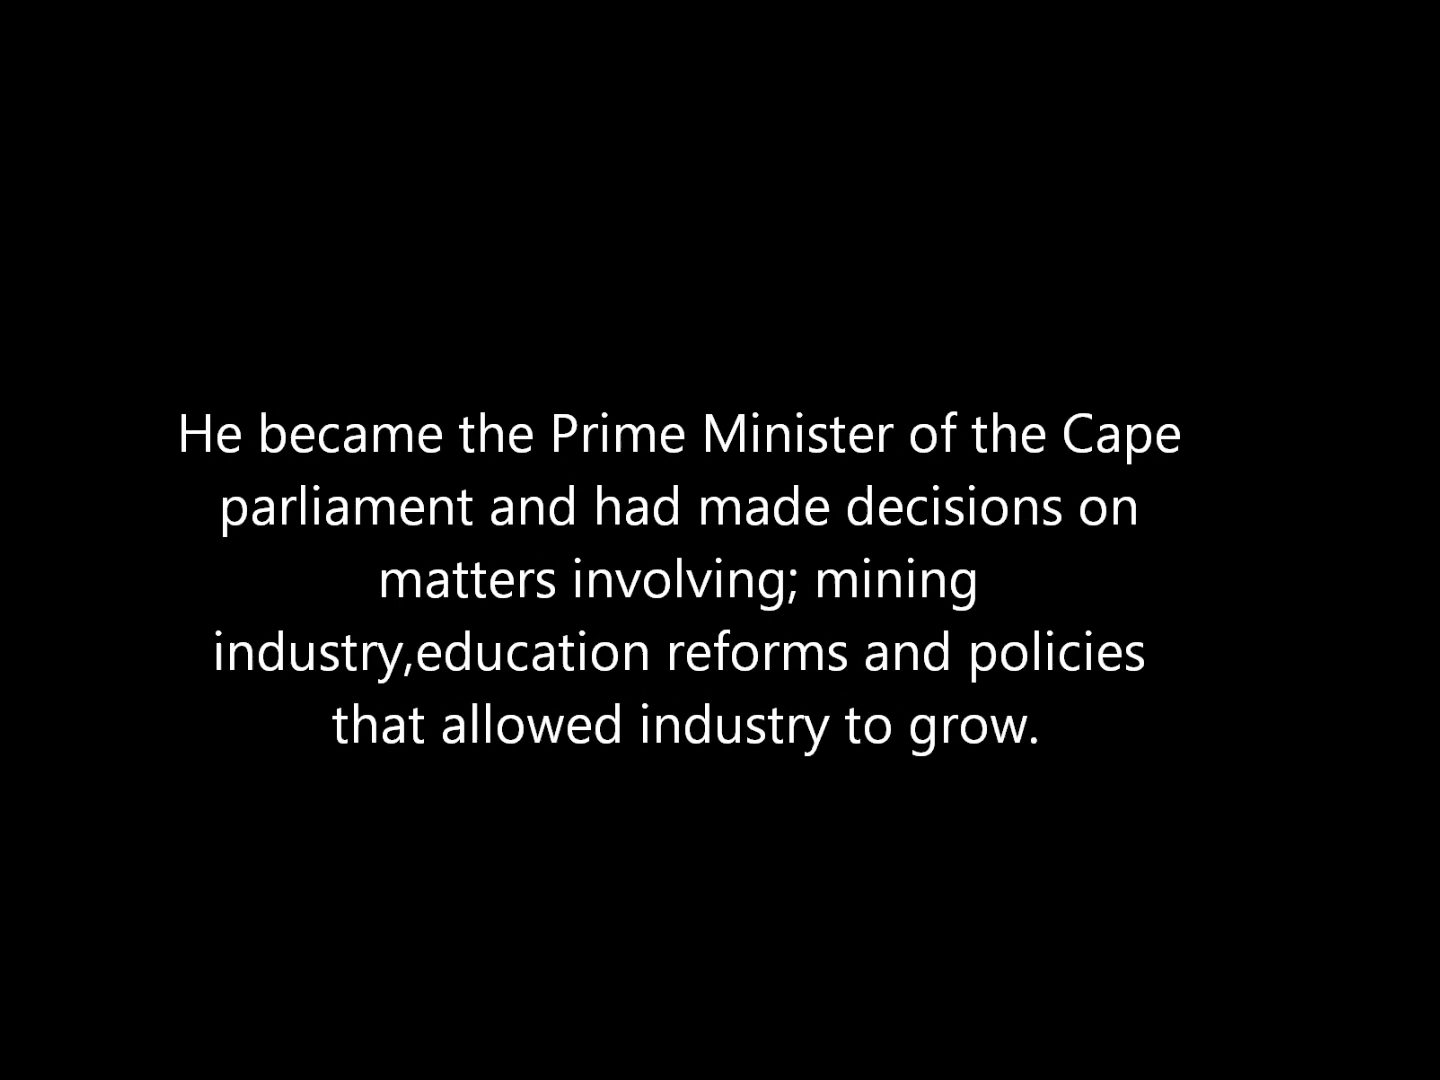 He became the Prime Minister of the Cape
parliament and had made decisions on
matters involving; mining
industry,education reforms and policies
that allowed industry to grow.